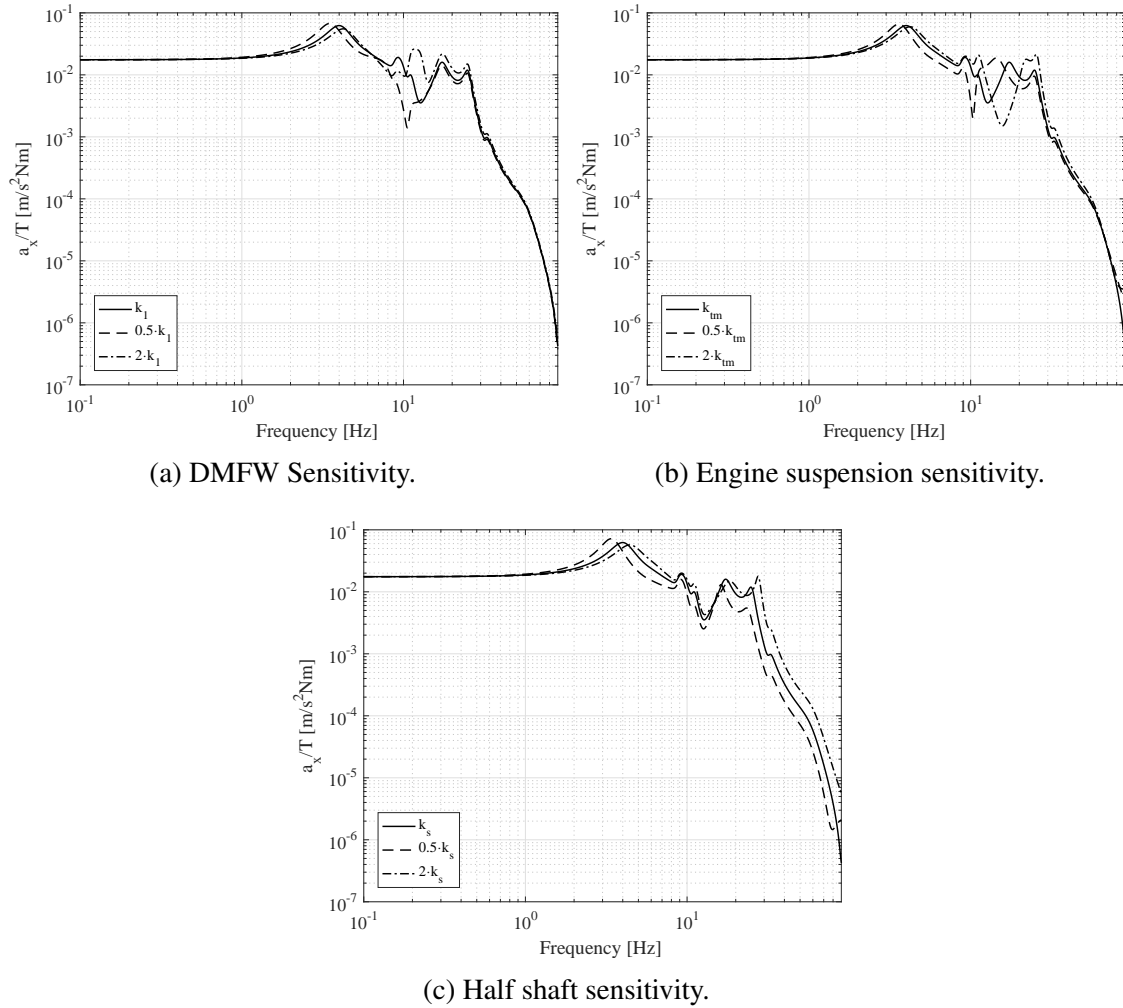 10^-1
10^-2
10^-3
10^-4
10^-5
10^-6
10^-7
a_x/T [m/s^2Nm]
k_1
0.5·k_1
2·k_1
10^-1 10^0 10^1
Frequency [Hz]
(a) DMFW Sensitivity.
10^-1
10^-2
10^-3
10^-4
10^-5
10^-6
10^-7
a_x/T [m/s^2Nm]
k_tm
0.5·k_tm
2·k_tm
10^-1 10^0 10^1
Frequency [Hz]
(b) Engine suspension sensitivity.
10^-1
10^-2
10^-3
10^-4
10^-5
10^-6
10^-7
a_x/T [m/s^2Nm]
k_s
0.5·k_s
2·k_s
10^-1 10^0 10^1
Frequency [Hz]
(c) Half shaft sensitivity.